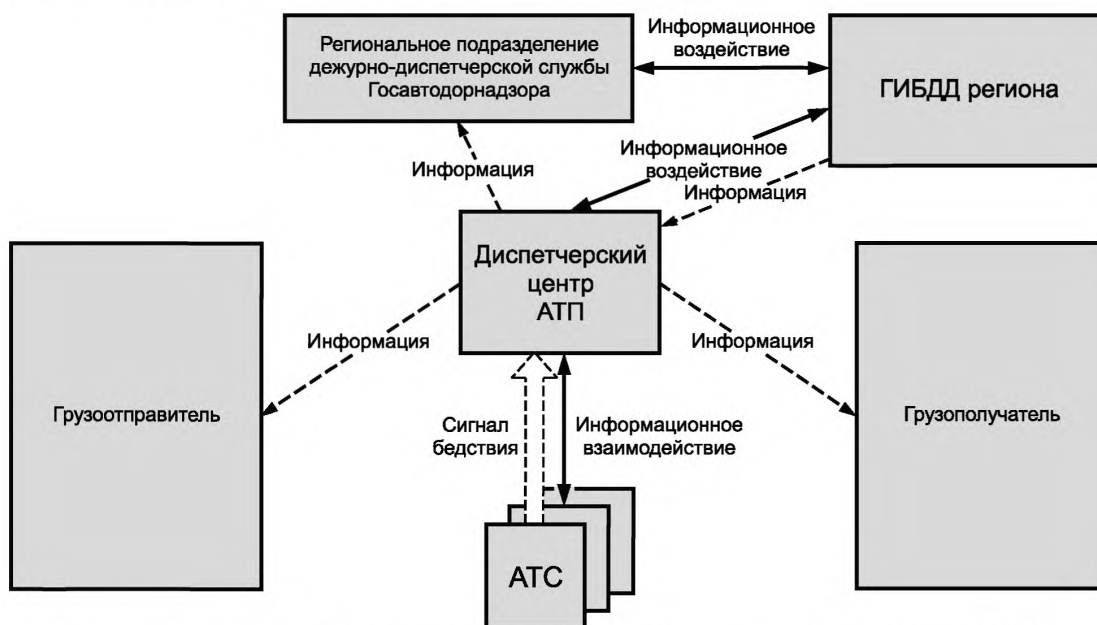 Региональное подразделение
дежурно-диспетчерской службы
Госавтодорнадзора
Информационное
воздействие
ГИБДД региона
Информация
Информационное
воздействие
Информация
Диспетчерский
центр
АТП
Информация
Информация
Грузоотправитель
Грузополучатель
Сигнал
бедствия
Информационное
взаимодействие
АТС